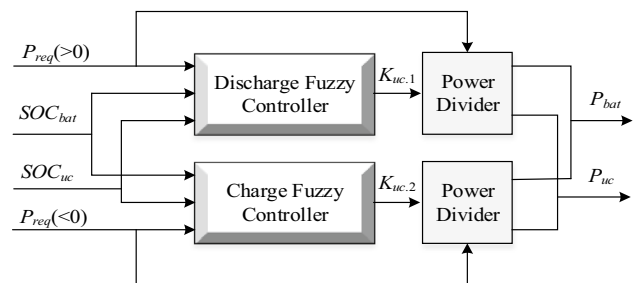 P_req(>0)
SOC_bat
SOC_uc
P_req(<0)
Discharge Fuzzy
Controller
K_uc.1
Power
Divider
Charge Fuzzy
Controller
K_uc.2
Power
Divider
P_bat
P_uc